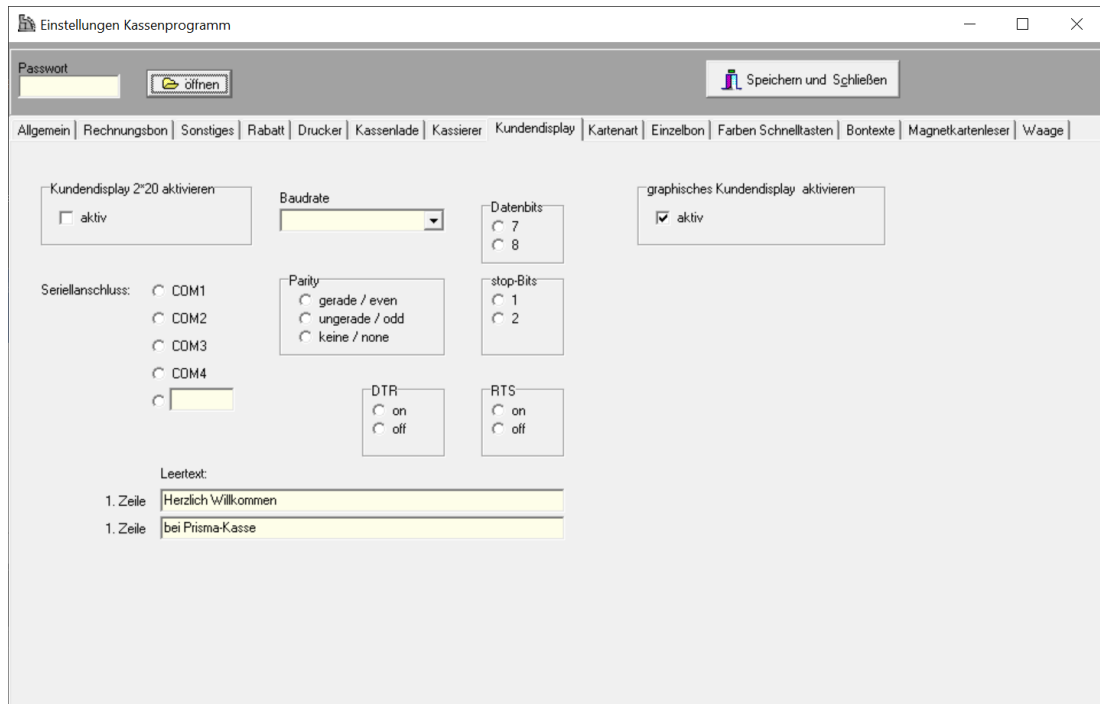 Einstellungen Kassenprogramm
Passwort
öffnen
Speichern und Schließen
Allgemein Rechnungsbon Sonstiges Rabatt Drucker Kassenlade Kassierer Kundendisplay Kartenart Einzelbon Farben Schnelltasten Bontexte Magnetkartenleser Waage
Kundendisplay 2*20 aktivieren
aktiv
Baudrate
Datenbits
7
8
graphisches Kundendisplay aktivieren
aktiv
Seriellanschluss:
COM1
COM2
COM3
COM4
Parity
gerade / even
ungerade / odd
keine / none
stop-Bits
1
2
DTR
on
off
RTS
on
off
Leertext:
1. Zeile Herzlich Willkommen
1. Zeile bei Prisma-Kasse